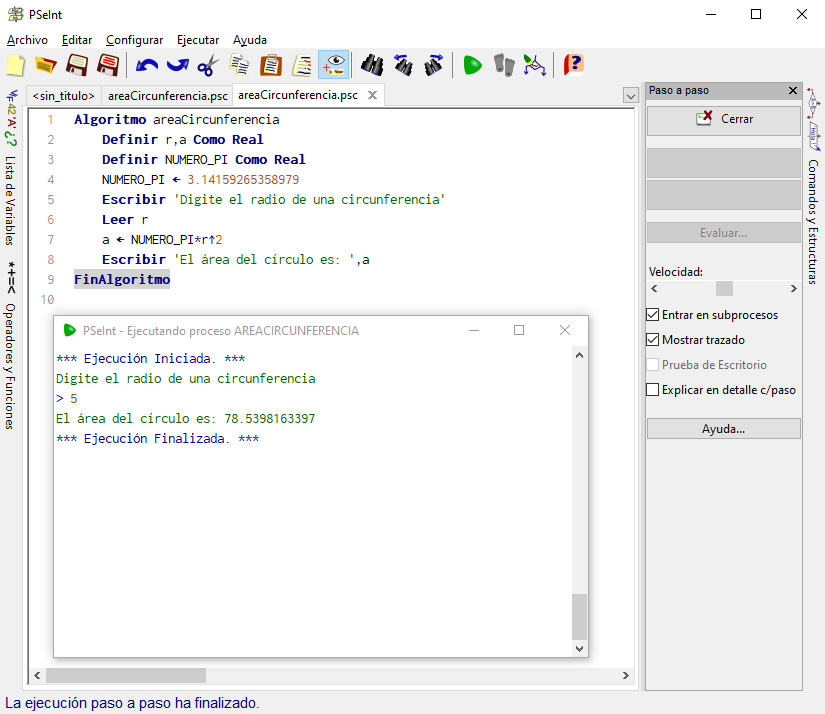 PSeInt
Archivo Editar Configurar Ejecutar Ayuda
<sin_titulo> areaCircunferencia.psc areaCircunferencia.psc
1 Algoritmo areaCircunferencia
2 Definir r,a Como Real
3 Definir NUMERO_PI Como Real
4 NUMERO_PI ← 3.14159265358979
5 Escribir 'Digite el radio de una circunferencia'
6 Leer r
7 a ← NUMERO_PI*r↑2
8 Escribir 'El área del círculo es: ',a
9 FinAlgoritmo
10
PSeInt - Ejecutando proceso AREACIRCUNFERENCIA
*** Ejecución Iniciada. ***
Digite el radio de una circunferencia
> 5
El área del círculo es: 78.5398163397
*** Ejecución Finalizada. ***
Lista de Variables
*+=< Operadores y Funciones
Paso a paso
Cerrar
Evaluar...
Velocidad:
Entrar en subprocesos
Mostrar trazado
Prueba de Escritorio
Explicar en detalle c/paso
Ayuda...
Comandos y Estructuras
La ejecución paso a paso ha finalizado.